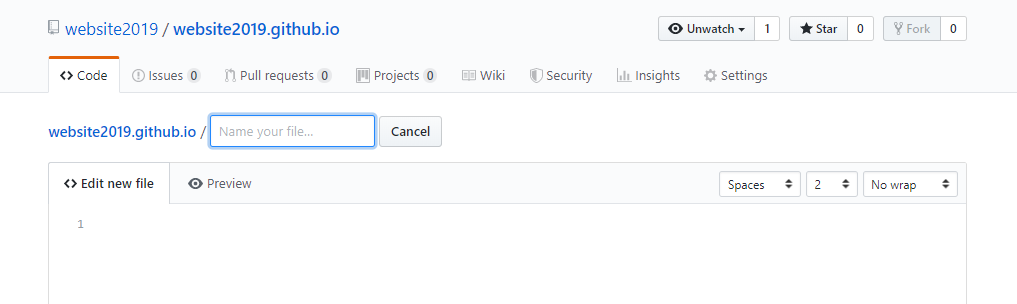 website2019 / website2019.github.io Unwatch 1 Star 0 Fork 0
Code Issues 0 Pull requests 0 Projects 0 Wiki Security Insights Settings
website2019.github.io / Name your file... Cancel
Edit new file Preview Spaces 2 No wrap
1